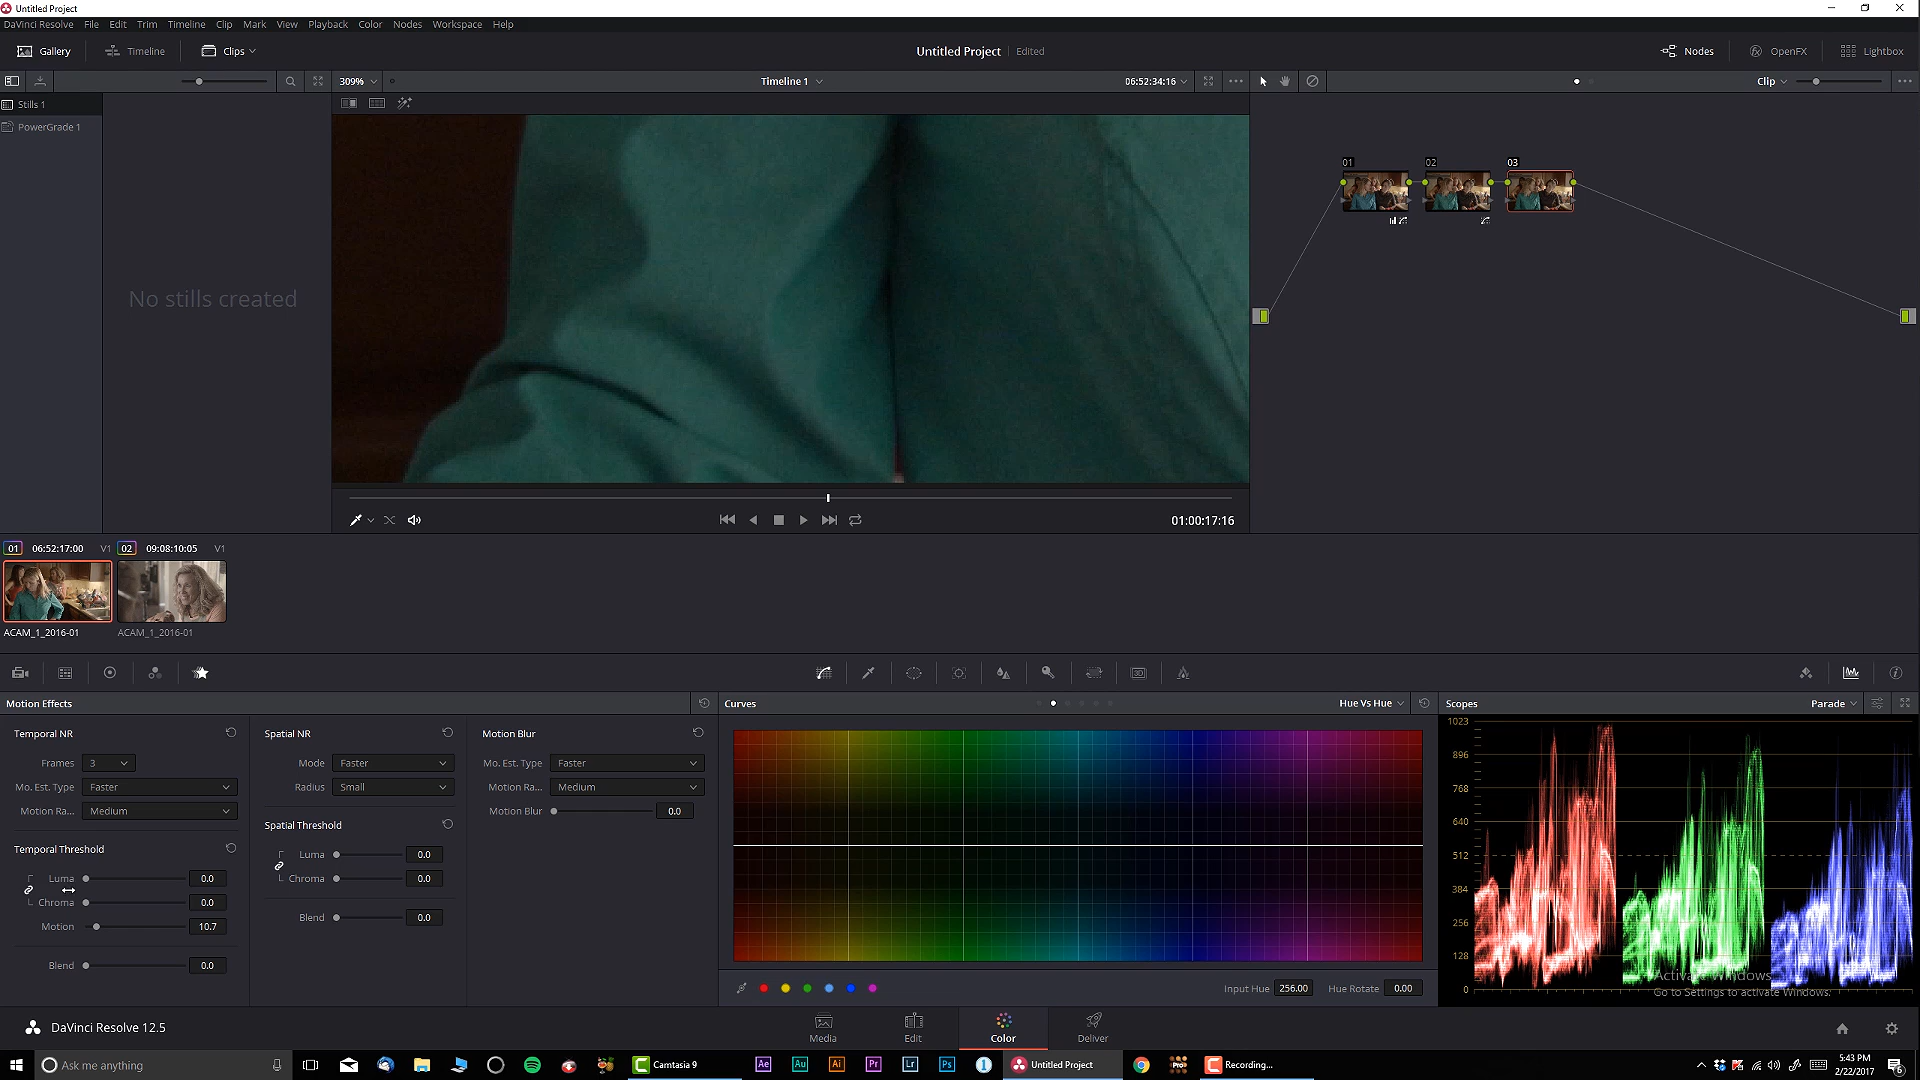 Untitled Project
DaVinci Resolve File Edit Trim Timeline Clip Mark View Playback Color Nodes Workspace Help
Gallery Timeline Clips Untitled Project Edited Nodes OpenFX Lightbox
309% Timeline 1 06:52:34:16 Clip
Stills 1
PowerGrade 1
No stills created
01 02 03
01:00:17:16
01 06:52:17:00 V1 02 09:08:10:05 V1
ACAM_1_2016-01 ACAM_1_2016-01
Motion Effects Curves Hue Vs Hue Scopes Parade
Temporal NR Spatial NR Motion Blur
Frames 3 Mode Faster Mo. Est. Type Faster
Mo. Est. Type Faster Radius Small Motion Ra... Medium
Motion Ra... Medium Motion Blur 0.0
Spatial Threshold
Temporal Threshold
Luma 0.0
Chroma 0.0
Luma 0.0
Chroma 0.0
Motion 10.7
Blend 0.0
Blend 0.0
1023
896
768
640
512
384
256
128
0
Activate Windows
Go to Settings to activate Windows.
Input Hue 256.00 Hue Rotate 0.00
DaVinci Resolve 12.5 Media Edit Color Deliver
Ask me anything Camtasia 9 Ae Au Ai Pr Lr Ps Untitled Project Pro Recording... 5:43 PM
2/22/2017
6